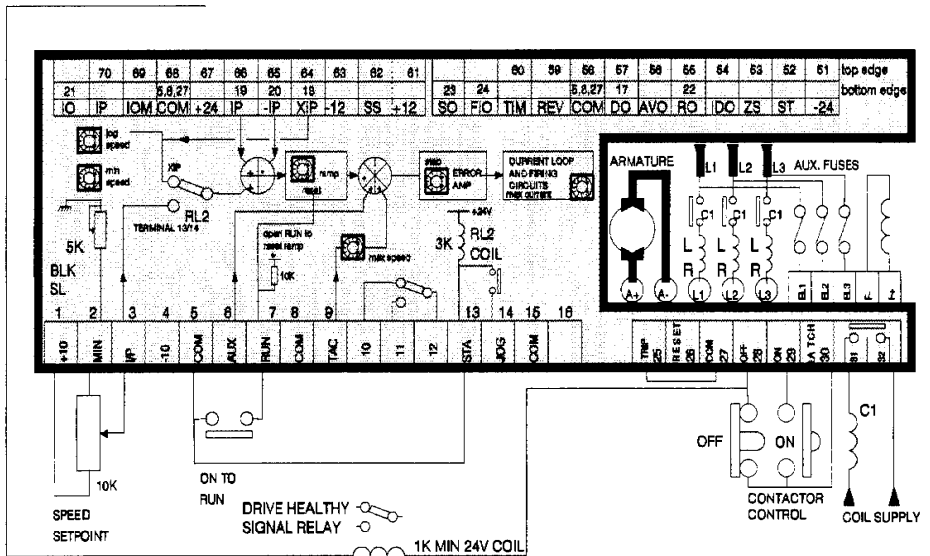 70 69 68 67 66 65 64 63 62 61
60 59 58 57 56 55 54 53 52 51 top edge
21 5,8,27 19 20 18
23 24 5,8,27 17 22 bottom edge
IO IP IOM COM +24 IP -IP XIP -12 SS +12
SO FIO TIM REV COM DO AVO RO IDO ZS ST -24
jog speed
min speed
XIP
RL2
TERMINAL 13/14
5K
BLK
SL
ramp
reset
open RUN to reset ramp
10K
max speed
ERROR AMP
CURRENT LOOP AND FIRING CIRCUITS
max current
+24V
3K
RL2
COIL
ARMATURE
L1 L2 L3 AUX. FUSES
C1 C1 C1
L L L
R R R
A+ A- L1 L2 L3 EL1 EL2 EL3 F- F+
1 2 3 4 5 6 7 8 9 13 14 15 16
+10 MIN I/P -10 COM AUX RUN COM TAC 10 11 12 STA JOG COM
TRIP 25
RESET 26
COM 27
OFF 28
ON 29
LATCH 30
S1 S2
10K
SPEED SETPOINT
ON TO RUN
DRIVE HEALTHY
SIGNAL RELAY
1K MIN 24V COIL
OFF ON
CONTACTOR CONTROL
C1
COIL SUPPLY